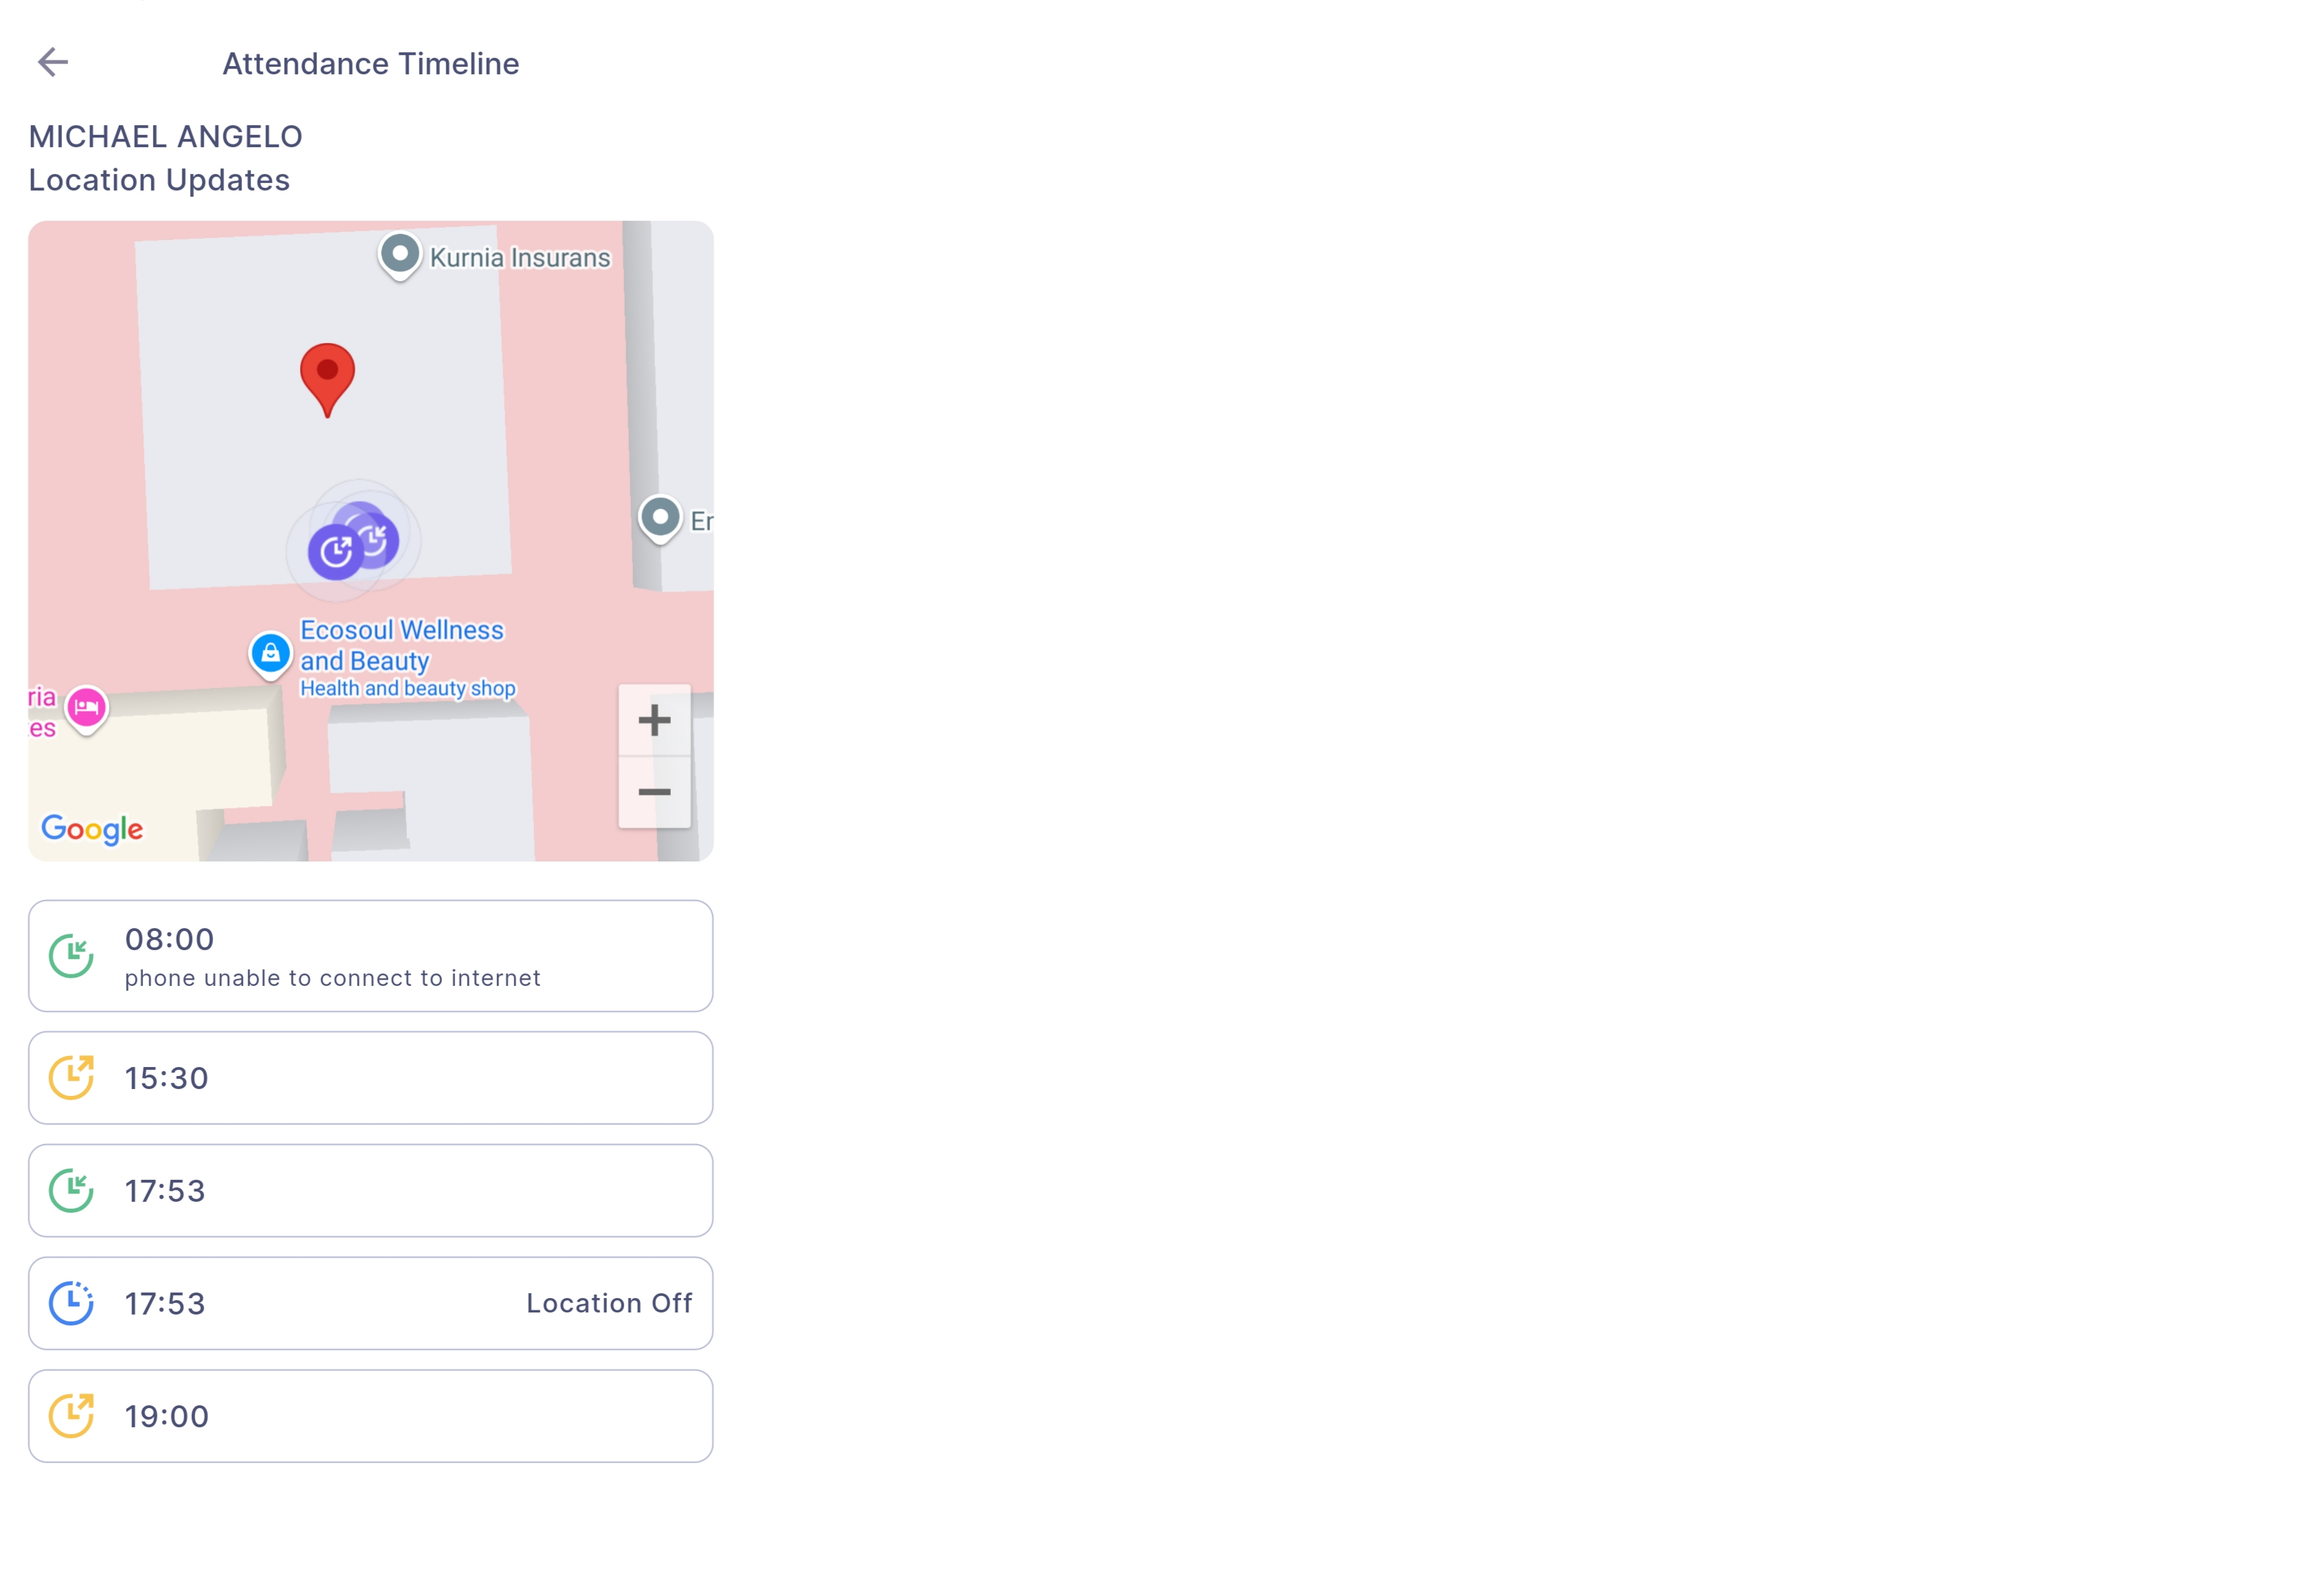 Attendance Timeline
MICHAEL ANGELO
Location Updates
Kurnia Insurans
Er
Ecosoul Wellness
and Beauty
Health and beauty shop
ria
es
+
−
Google
08:00
phone unable to connect to internet
15:30
17:53
17:53 Location Off
19:00